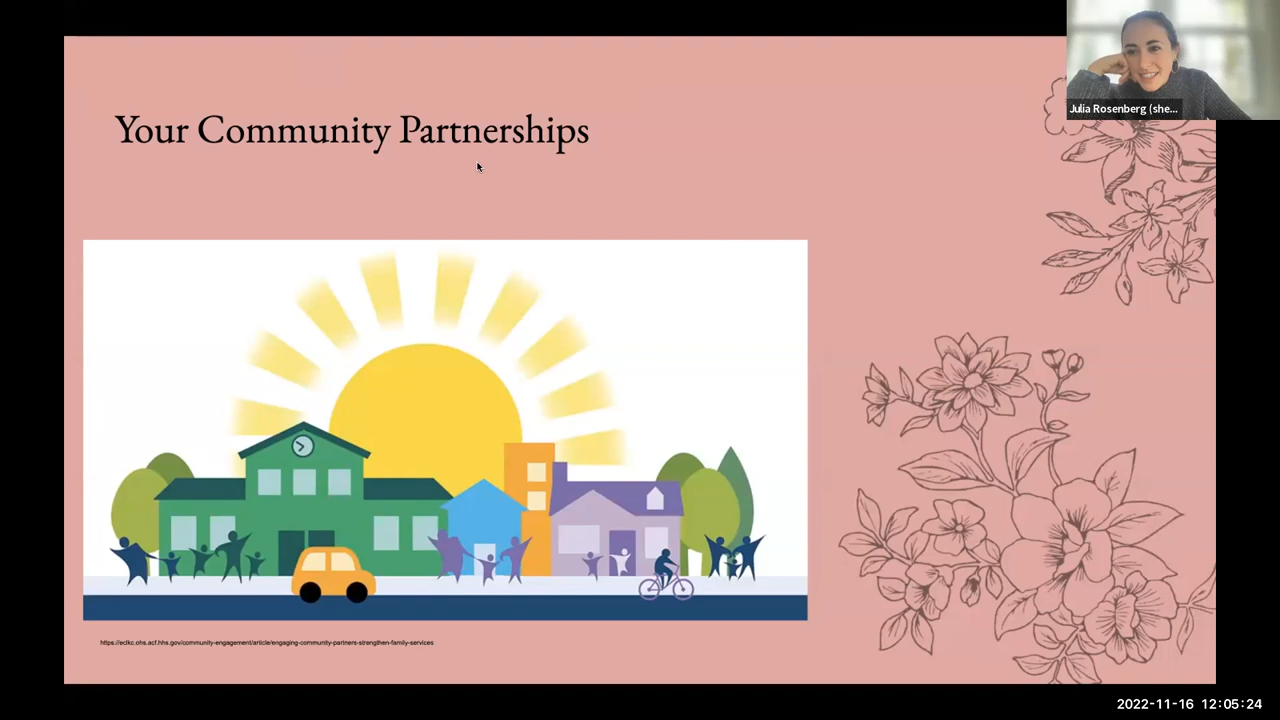 Julia Rosenberg (she...
Your Community Partnerships
https://eclkc.ohs.acf.hhs.gov/community-engagement/article/engaging-community-partners-strengthen-family-services
2022-11-16 12:05:24